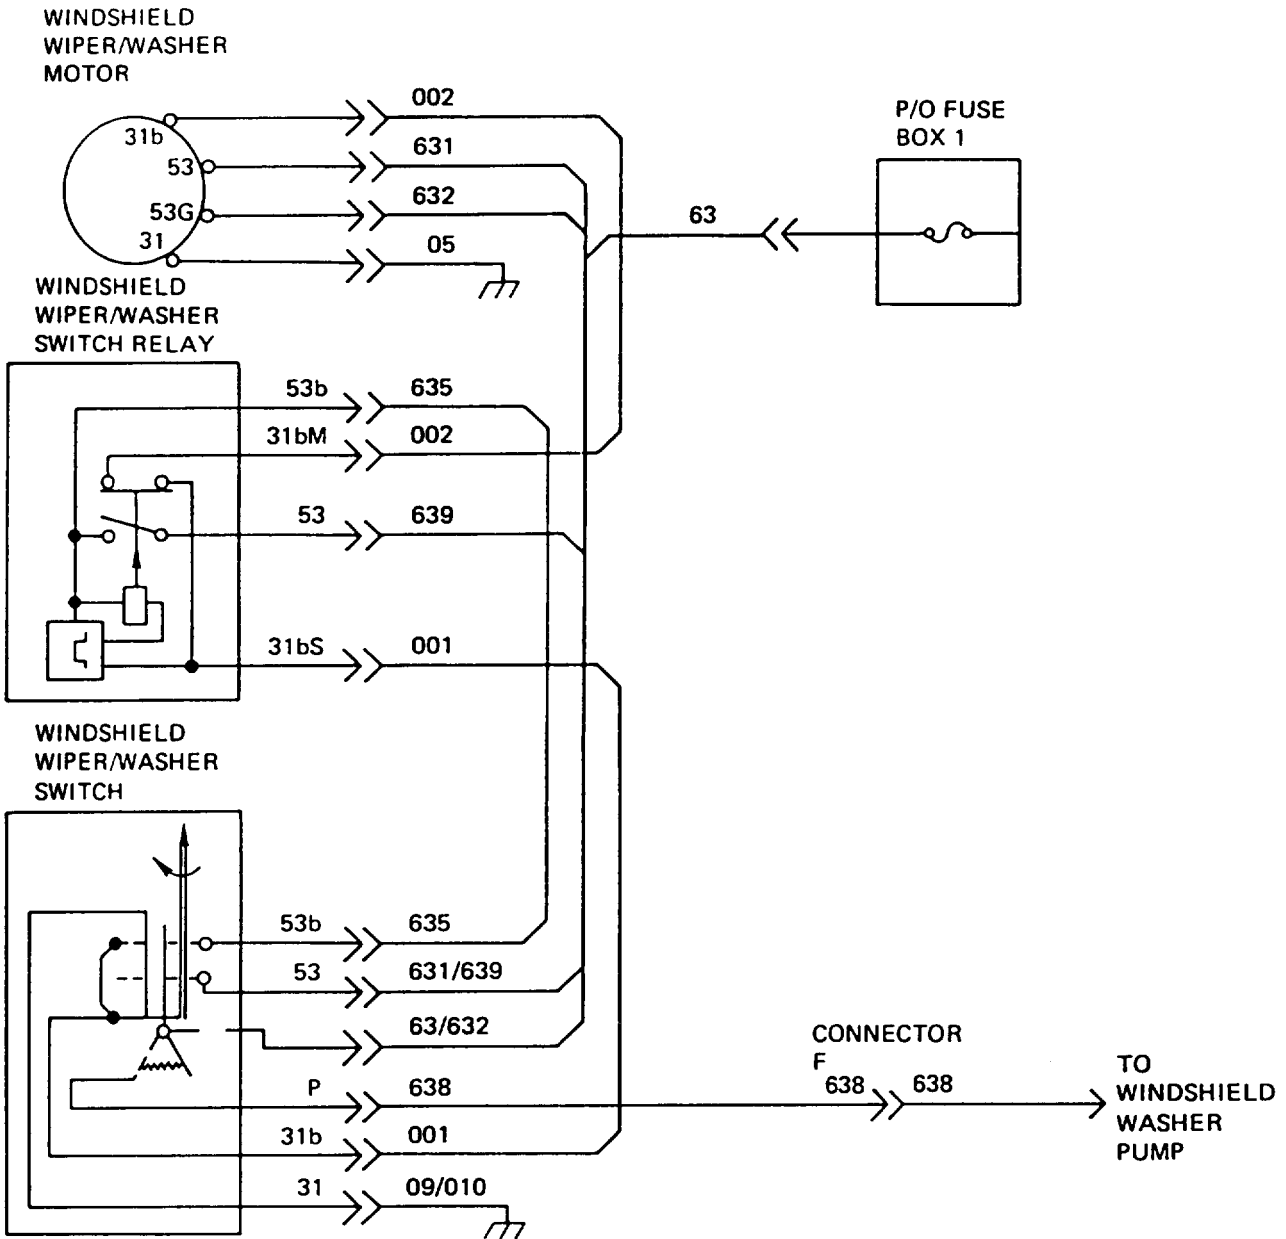 WINDSHIELD
WIPER/WASHER
MOTOR
31b
53
53G
31
002
631
632
05
63
P/O FUSE
BOX 1
WINDSHIELD
WIPER/WASHER
SWITCH RELAY
53b
635
31bM
002
53
639
31bS
001
WINDSHIELD
WIPER/WASHER
SWITCH
53b
635
53
631/639
63/632
P
638
31b
001
31
09/010
CONNECTOR
F
638
638
TO
WINDSHIELD
WASHER
PUMP